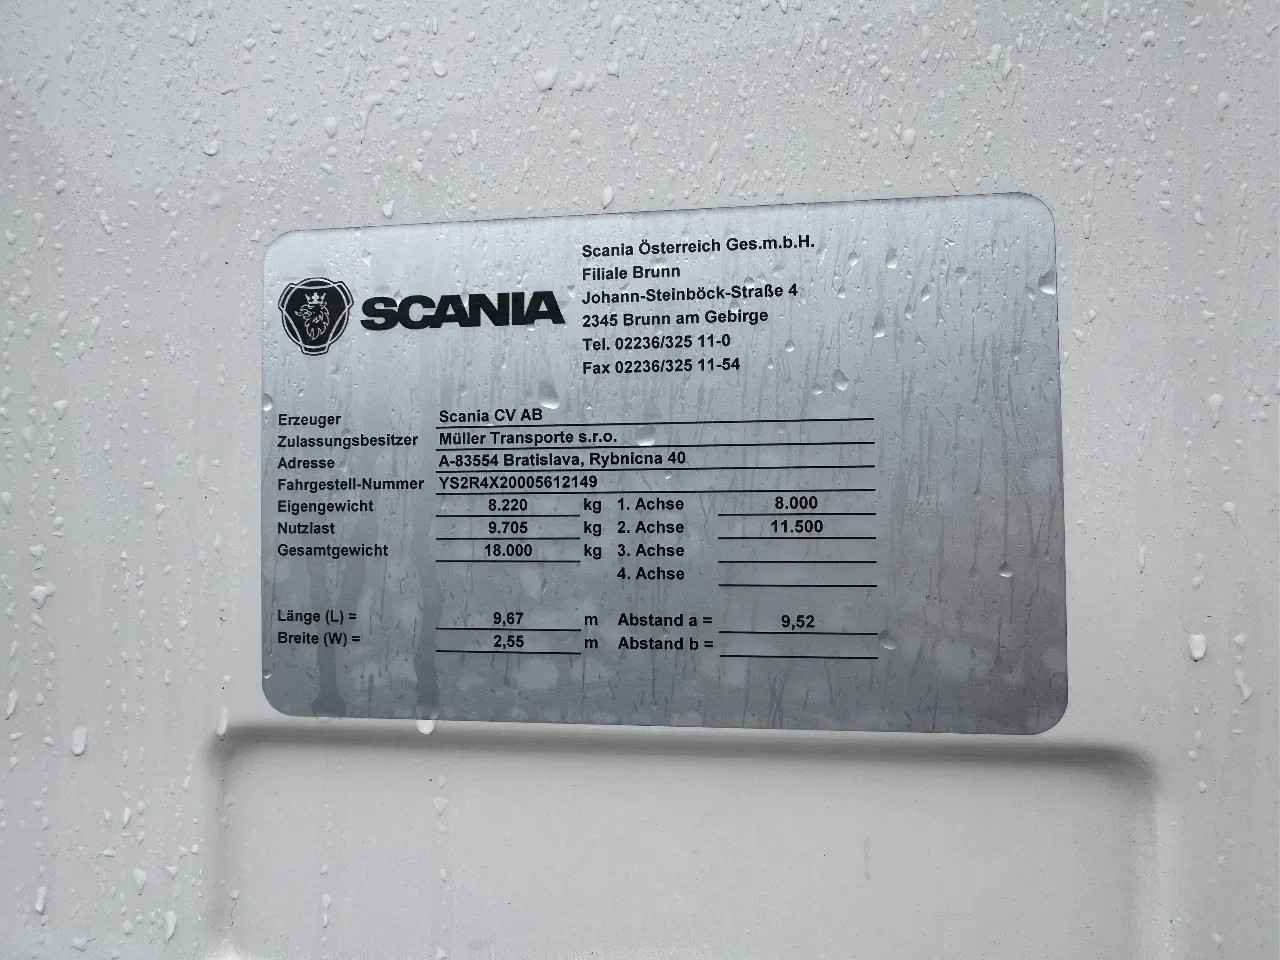 SCANIA
Scania Österreich Ges.m.b.H.
Filiale Brunn
Johann-Steinböck-Straße 4
2345 Brunn am Gebirge
Tel. 02236/325 11-0
Fax 02236/325 11-54
Erzeuger Scania CV AB
Zulassungsbesitzer Müller Transporte s.r.o.
Adresse A-83554 Bratislava, Rybnicna 40
Fahrgestell-Nummer YS2R4X20005612149
Eigengewicht 8.220 kg 1. Achse 8.000
Nutzlast 9.705 kg 2. Achse 11.500
Gesamtgewicht 18.000 kg 3. Achse
4. Achse
Länge (L) = 9,67 m Abstand a = 9,52
Breite (W) = 2,55 m Abstand b =